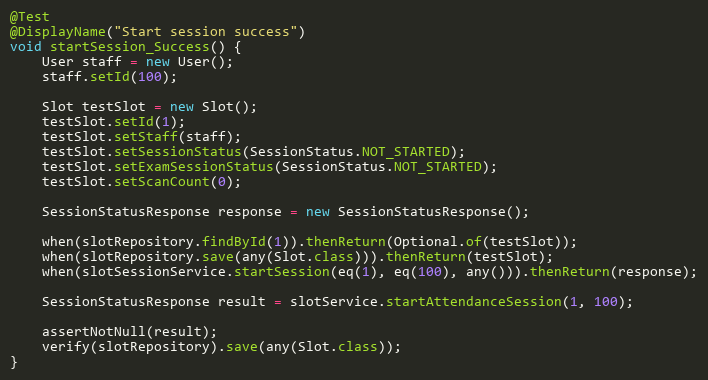 @Test
@DisplayName("Start session success")
void startSession_Success() {
    User staff = new User();
    staff.setId(100);

    Slot testSlot = new Slot();
    testSlot.setId(1);
    testSlot.setStaff(staff);
    testSlot.setSessionStatus(SessionStatus.NOT_STARTED);
    testSlot.setExamSessionStatus(SessionStatus.NOT_STARTED);
    testSlot.setScanCount(0);

    SessionStatusResponse response = new SessionStatusResponse();

    when(slotRepository.findById(1)).thenReturn(Optional.of(testSlot));
    when(slotRepository.save(any(Slot.class))).thenReturn(testSlot);
    when(slotSessionService.startSession(eq(1), eq(100), any())).thenReturn(response);

    SessionStatusResponse result = slotService.startAttendanceSession(1, 100);

    assertNotNull(result);
    verify(slotRepository).save(any(Slot.class));
}